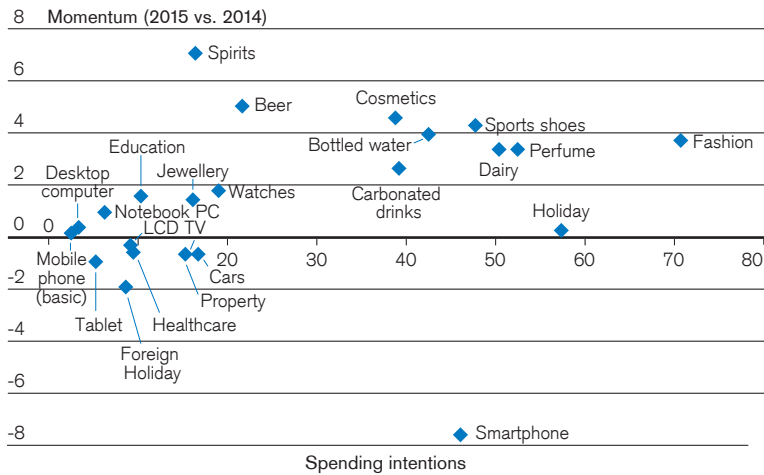 8 Momentum (2015 vs. 2014)
Spirits
6
Beer
Cosmetics
Sports shoes
4
Education
Bottled water
Fashion
Perfume
Dairy
Desktop
computer
Jewellery
2
Watches
Carbonated
drinks
Notebook PC
Holiday
0 0
LCD TV
20 30 40 50 60 70 80
Mobile
phone
(basic)
Cars
-2
Property
Tablet
Healthcare
-4
Foreign
Holiday
-6
Smartphone
-8
Spending intentions